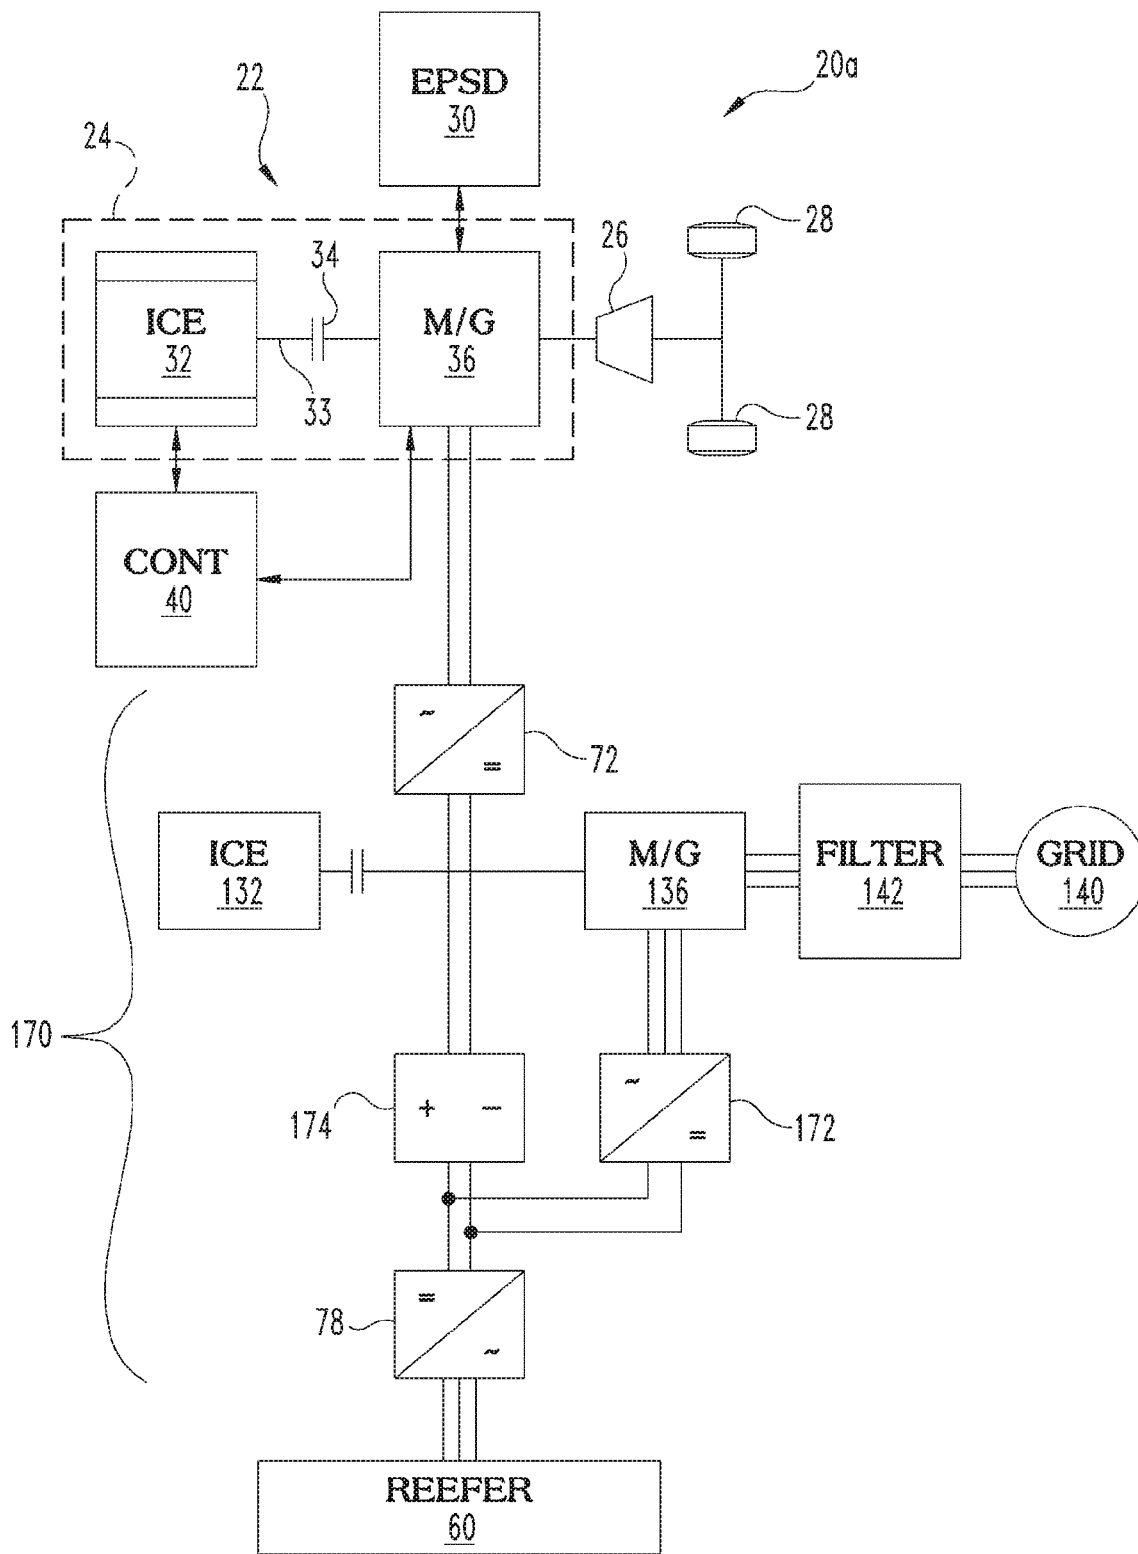 EPSD
30
22
20a
24
28
26
34
ICE
32
M/G
36
33
28
CONT
40
~
=
72
ICE
132
M/G
136
FILTER
142
GRID
140
170
174
+ −
~
=
172
78
=
~
REEFER
60